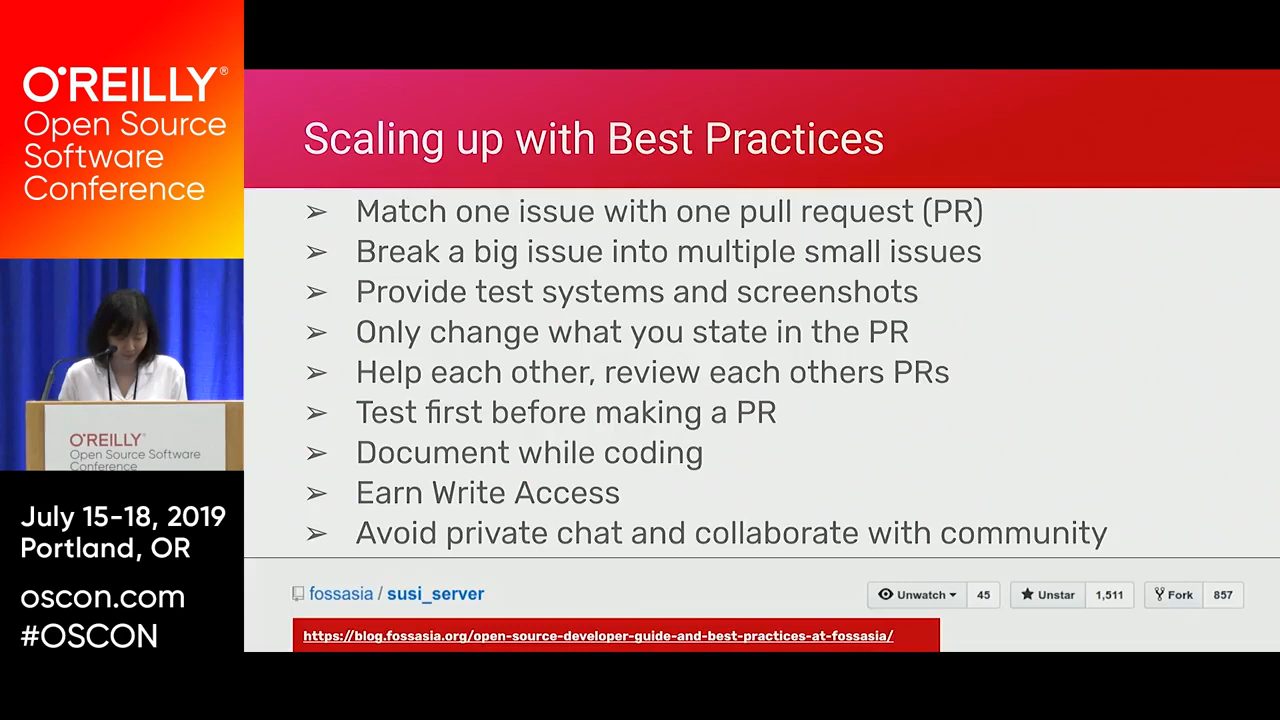 O'REILLY®
Open Source
Software
Conference
O'REILLY®
Open Source Software
Conference
July 15-18, 2019
Portland, OR
oscon.com
#OSCON
Scaling up with Best Practices
➢ Match one issue with one pull request (PR)
➢ Break a big issue into multiple small issues
➢ Provide test systems and screenshots
➢ Only change what you state in the PR
➢ Help each other, review each others PRs
➢ Test first before making a PR
➢ Document while coding
➢ Earn Write Access
➢ Avoid private chat and collaborate with community
fossasia / susi_server
Unwatch 45 Unstar 1,511 Fork 857
https://blog.fossasia.org/open-source-developer-guide-and-best-practices-at-fossasia/